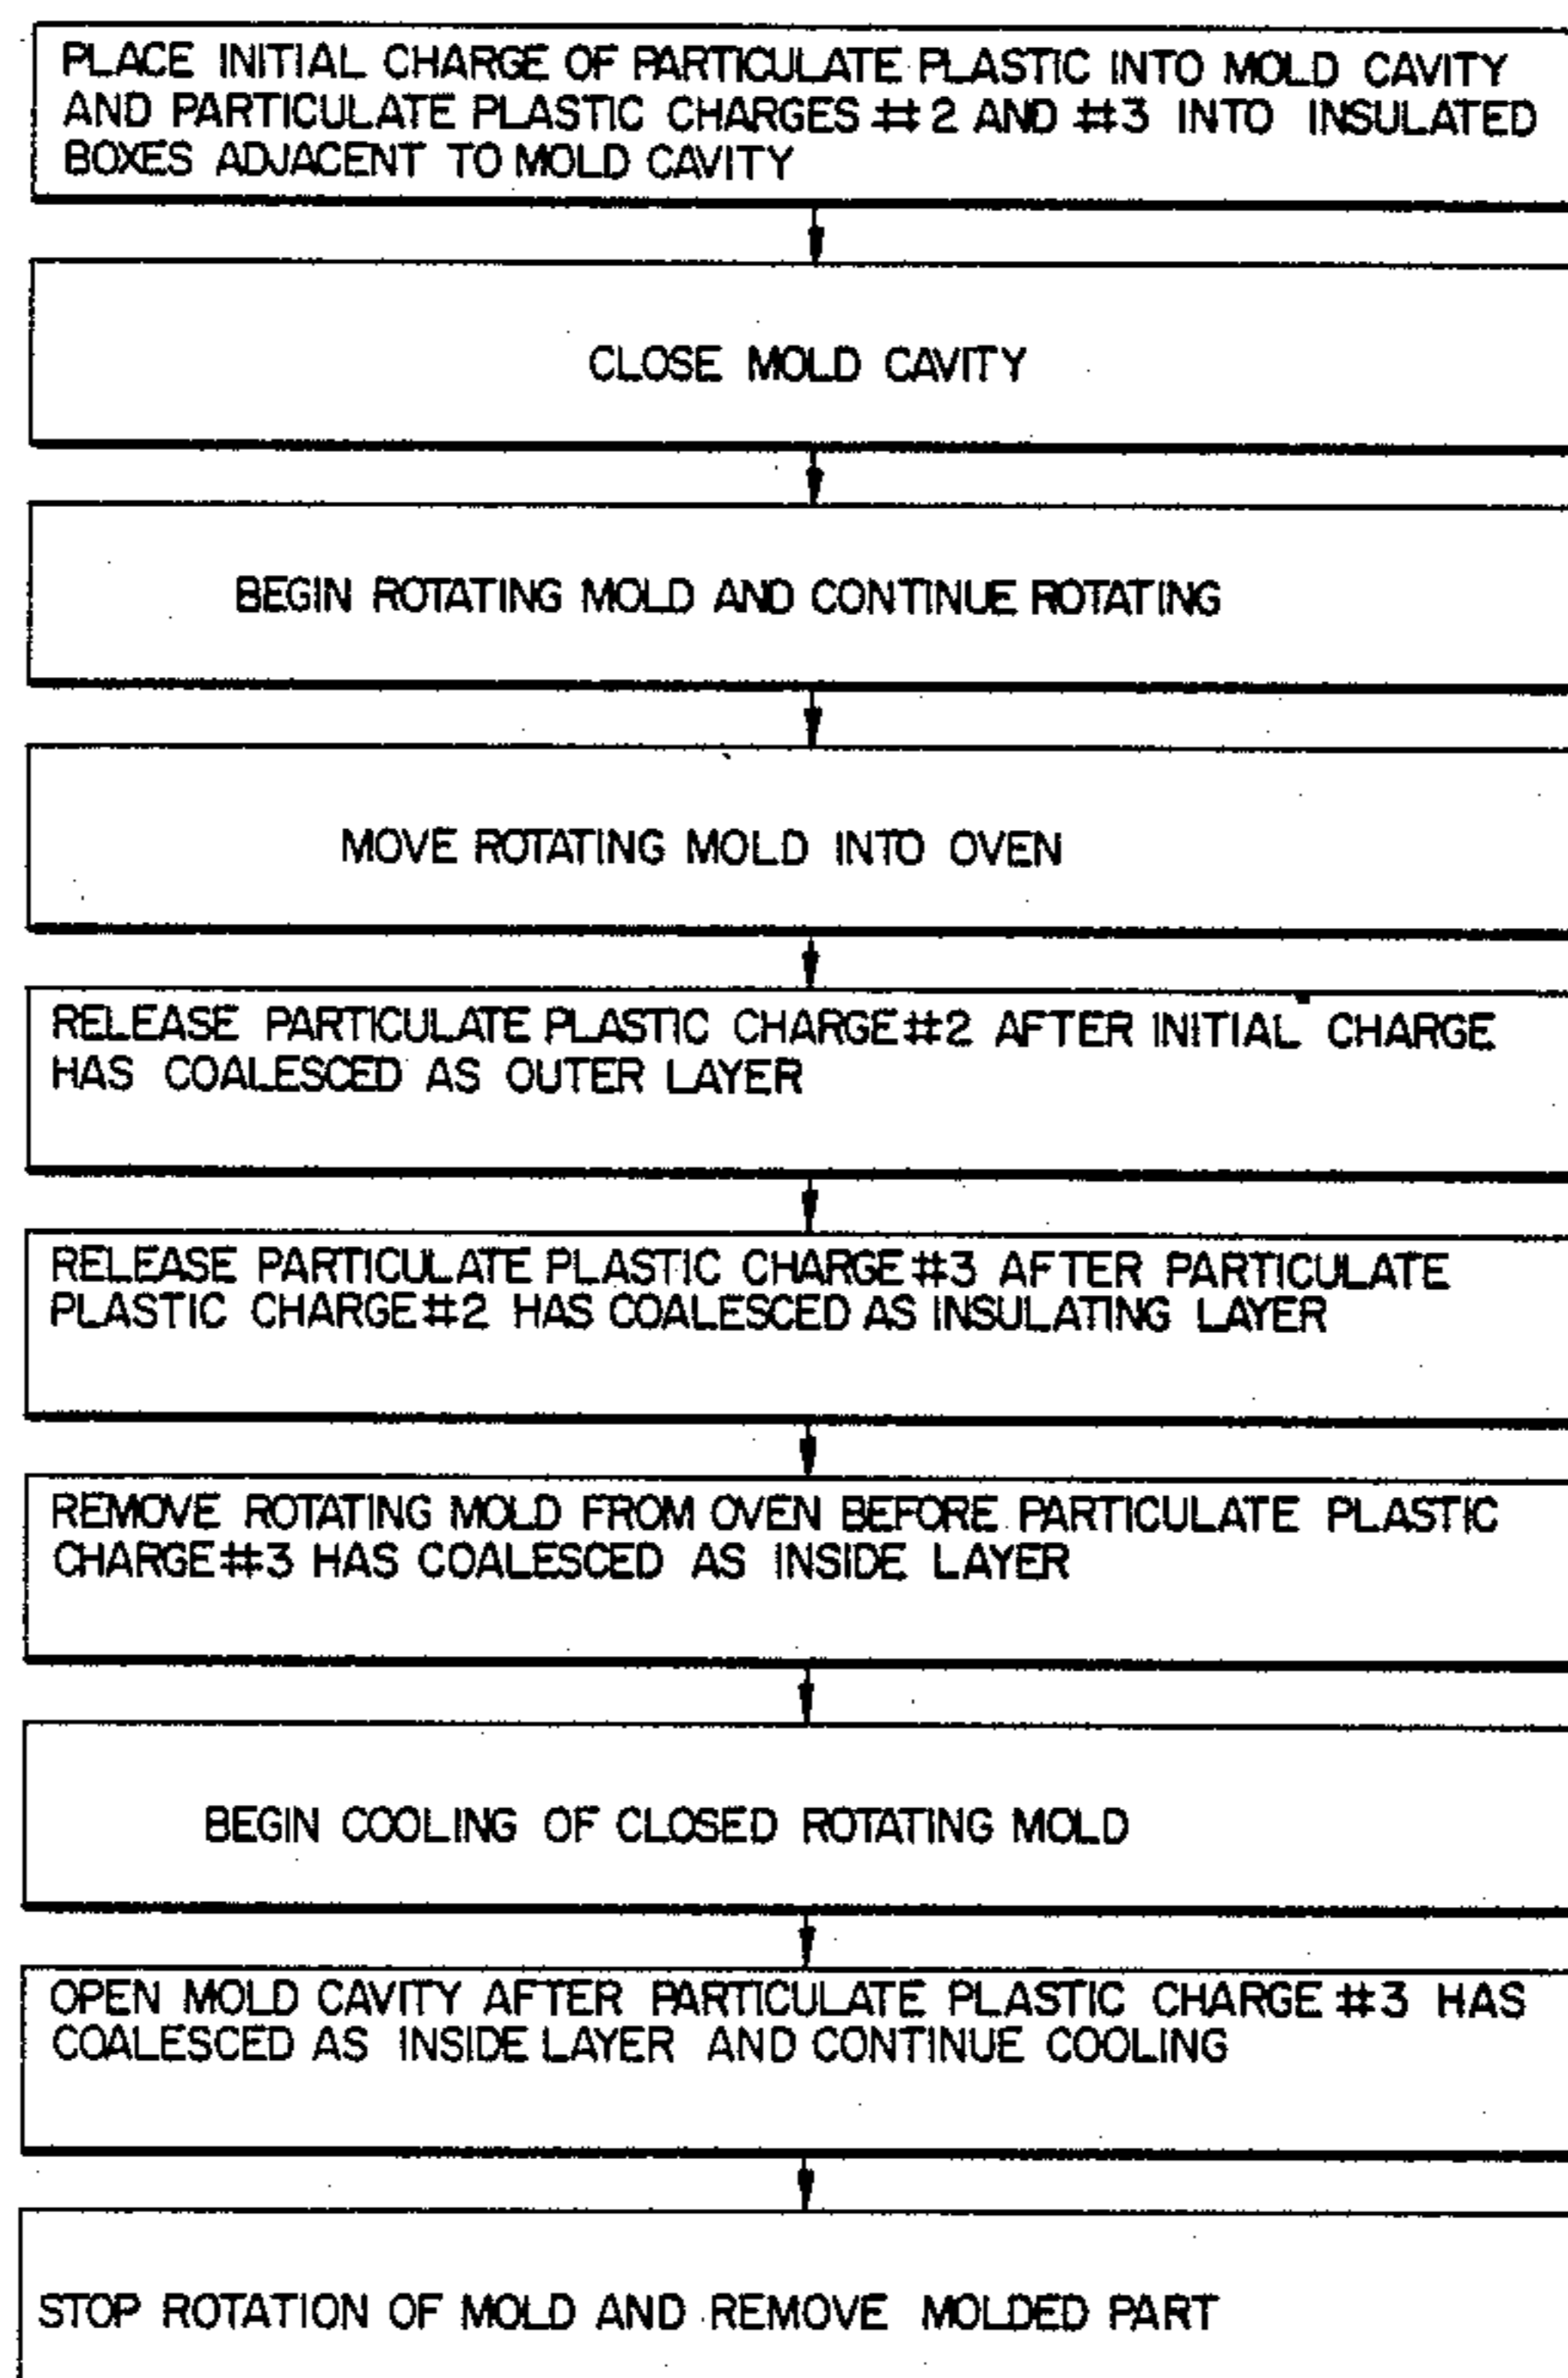 PLACE INITIAL CHARGE OF PARTICULATE PLASTIC INTO MOLD CAVITY
AND PARTICULATE PLASTIC CHARGES #2 AND #3 INTO INSULATED
BOXES ADJACENT TO MOLD CAVITY
CLOSE MOLD CAVITY
BEGIN ROTATING MOLD AND CONTINUE ROTATING
MOVE ROTATING MOLD INTO OVEN
RELEASE PARTICULATE PLASTIC CHARGE #2 AFTER INITIAL CHARGE
HAS COALESCED AS OUTER LAYER
RELEASE PARTICULATE PLASTIC CHARGE #3 AFTER PARTICULATE
PLASTIC CHARGE #2 HAS COALESCED AS INSULATING LAYER
REMOVE ROTATING MOLD FROM OVEN BEFORE PARTICULATE PLASTIC
CHARGE #3 HAS COALESCED AS INSIDE LAYER
BEGIN COOLING OF CLOSED ROTATING MOLD
OPEN MOLD CAVITY AFTER PARTICULATE PLASTIC CHARGE #3 HAS
COALESCED AS INSIDE LAYER AND CONTINUE COOLING
STOP ROTATION OF MOLD AND REMOVE MOLDED PART